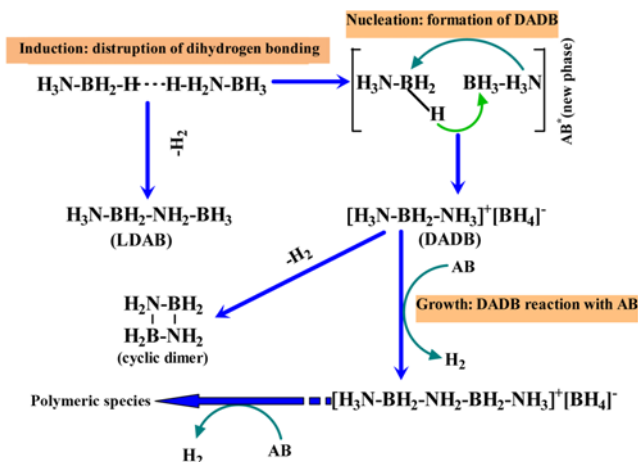 Nucleation: formation of DADB
Induction: distruption of dihydrogen bonding
H₃N-BH₂-H·····H-H₂N-BH₃
H₃N-BH₂ BH₃-H₃N
H
AB* (new phase)
-H₂
H₃N-BH₂-NH₂-BH₃
(LDAB)
[H₃N-BH₂-NH₃]⁺[BH₄]⁻
(DADB)
-H₂
AB
H₂N-BH₂
H₂B-NH₂
(cyclic dimer)
Growth: DADB reaction with AB
H₂
Polymeric species
[H₃N-BH₂-NH₂-BH₂-NH₃]⁺[BH₄]⁻
H₂ AB